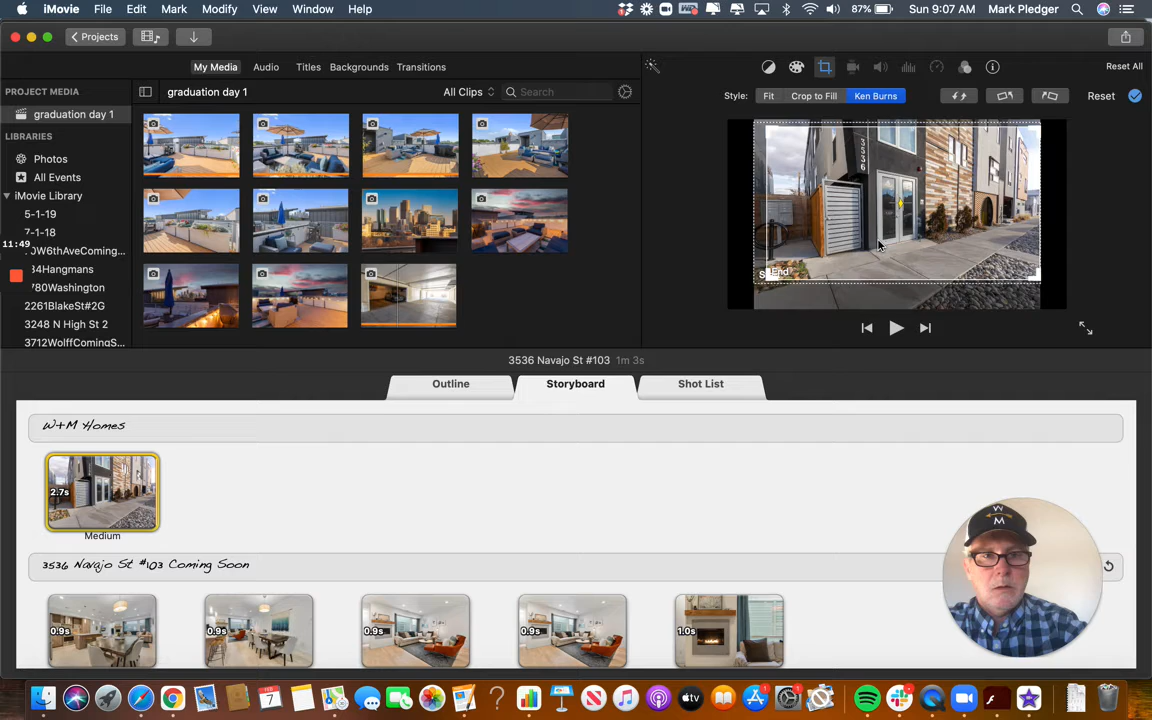 iMovie File Edit Mark Modify View Window Help 87% Sun 9:07 AM Mark Pledger
Projects
My Media Audio Titles Backgrounds Transitions
Reset All
PROJECT MEDIA
graduation day 1
All Clips
Search
Style: Fit Crop to Fill Ken Burns Reset
graduation day 1
LIBRARIES
Photos
All Events
iMovie Library
5-1-19
7-1-18
11:49
0W6thAveComing...
34Hangmans
780Washington
2261BlakeSt#2G
3248 N High St 2
3712WolffComingS...
3536
End
3536 Navajo St #103 1m 3s
Outline Storyboard Shot List
W+M Homes
2.7s
Medium
3536 Navajo St #103 Coming Soon
0.9s 0.9s 0.9s 0.9s 1.0s
W
M